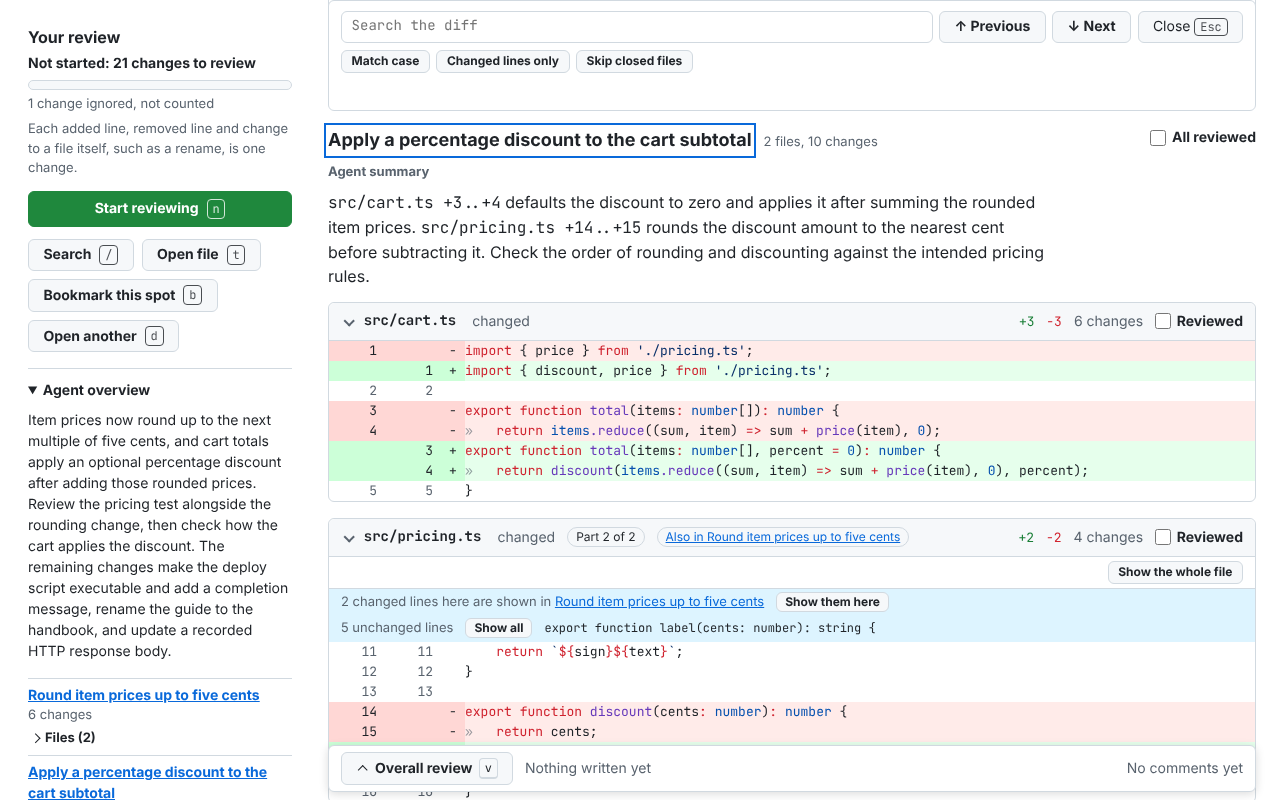 Your review
Not started: 21 changes to review
1 change ignored, not counted
Each added line, removed line and change
to a file itself, such as a rename, is one
change.
Start reviewing n
Search / Open file t
Bookmark this spot b
Open another d
Agent overview
Item prices now round up to the next
multiple of five cents, and cart totals
apply an optional percentage discount
after adding those rounded prices.
Review the pricing test alongside the
rounding change, then check how the
cart applies the discount. The
remaining changes make the deploy
script executable and add a completion
message, rename the guide to the
handbook, and update a recorded
HTTP response body.
Round item prices up to five cents
6 changes
Files (2)
Apply a percentage discount to the
cart subtotal
Search the diff ↑ Previous ↓ Next Close Esc
Match case Changed lines only Skip closed files
Apply a percentage discount to the cart subtotal 2 files, 10 changes All reviewed
Agent summary
src/cart.ts +3..+4 defaults the discount to zero and applies it after summing the rounded
item prices. src/pricing.ts +14..+15 rounds the discount amount to the nearest cent
before subtracting it. Check the order of rounding and discounting against the intended pricing
rules.
src/cart.ts changed +3 -3 6 changes Reviewed
1 - import { price } from './pricing.ts';
1 + import { discount, price } from './pricing.ts';
2 2
3 - export function total(items: number[]): number {
4 - » return items.reduce((sum, item) => sum + price(item), 0);
3 + export function total(items: number[], percent = 0): number {
4 + » return discount(items.reduce((sum, item) => sum + price(item), 0), percent);
5 5 }
src/pricing.ts changed Part 2 of 2 Also in Round item prices up to five cents +2 -2 4 changes Reviewed
Show the whole file
2 changed lines here are shown in Round item prices up to five cents Show them here
5 unchanged lines Show all export function label(cents: number): string {
11 11 return `${sign}${text}`;
12 12 }
13 13
14 - export function discount(cents: number): number {
15 - » return cents;
Overall review v Nothing written yet No comments yet
16 16 }